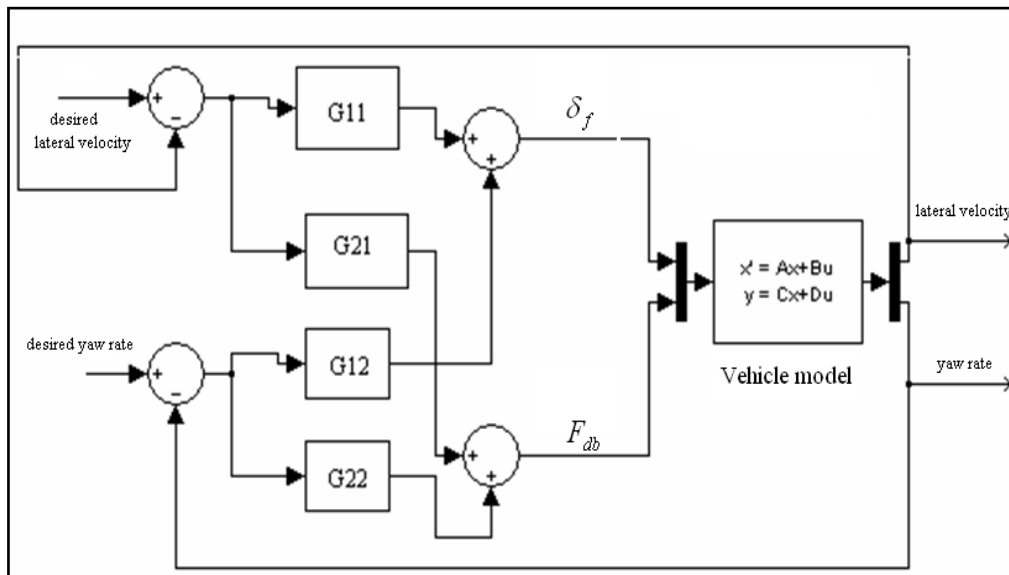 desired
lateral velocity
+
-
G11
+
+
δ_f
G21
lateral velocity
x' = Ax+Bu
y = Cx+Du
desired yaw rate
+
-
G12
Vehicle model
yaw rate
F_db
+
+
G22